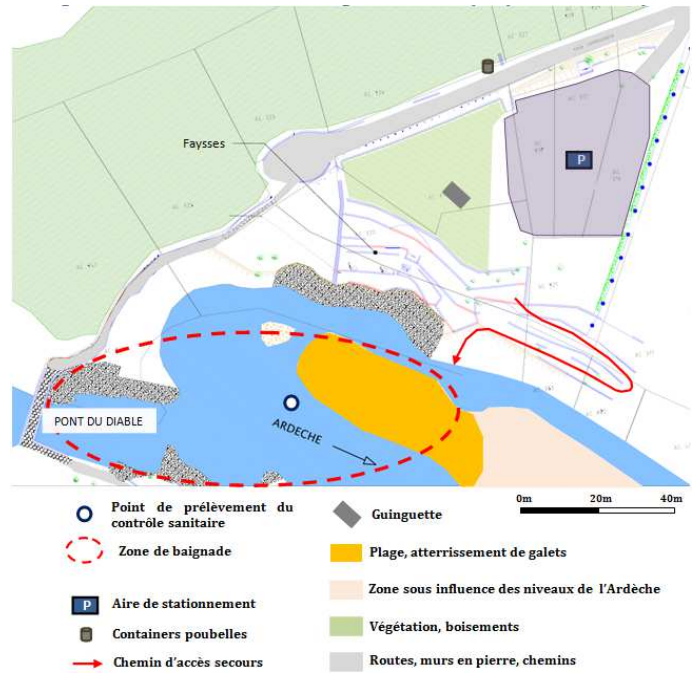 Faysses
P
PONT DU DIABLE
ARDECHE
0m 20m 40m
Point de prélèvement du
contrôle sanitaire
Zone de baignade
P
Aire de stationnement
Containers poubelles
Chemin d'accès secours
Guinguette
Plage, atterrissement de galets
Zone sous influence des niveaux de l'Ardèche
Végétation, boisements
Routes, murs en pierre, chemins